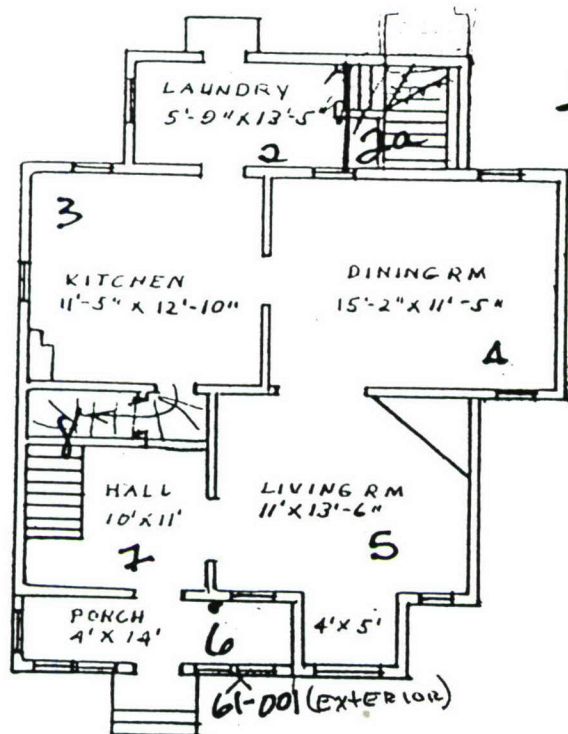 LAUNDRY
5'-9" X 13'-5"
2
2a
3
KITCHEN
11'-5" X 12'-10"
DINING RM
15'-2" X 11'-5"
4
8
HALL
10' X 11'
7
LIVING RM
11' X 13'-6"
5
PORCH
4' X 14'
6
4' X 5'
61-001 (EXTERIOR)